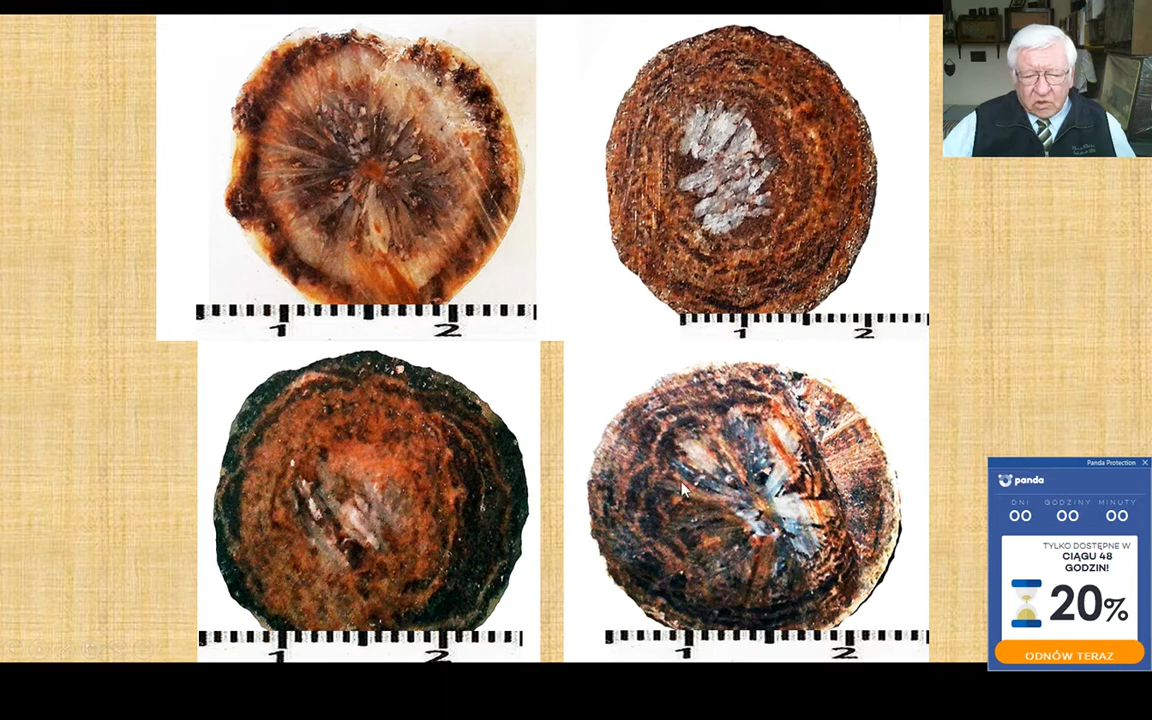 1 2
1 2
1 2
1 2
Panda Protection X
panda
DNI GODZINY MINUTY
00 00 00
TYLKO DOSTĘPNE W
CIĄGU 48
GODZIN!
20%
ODNÓW TERAZ